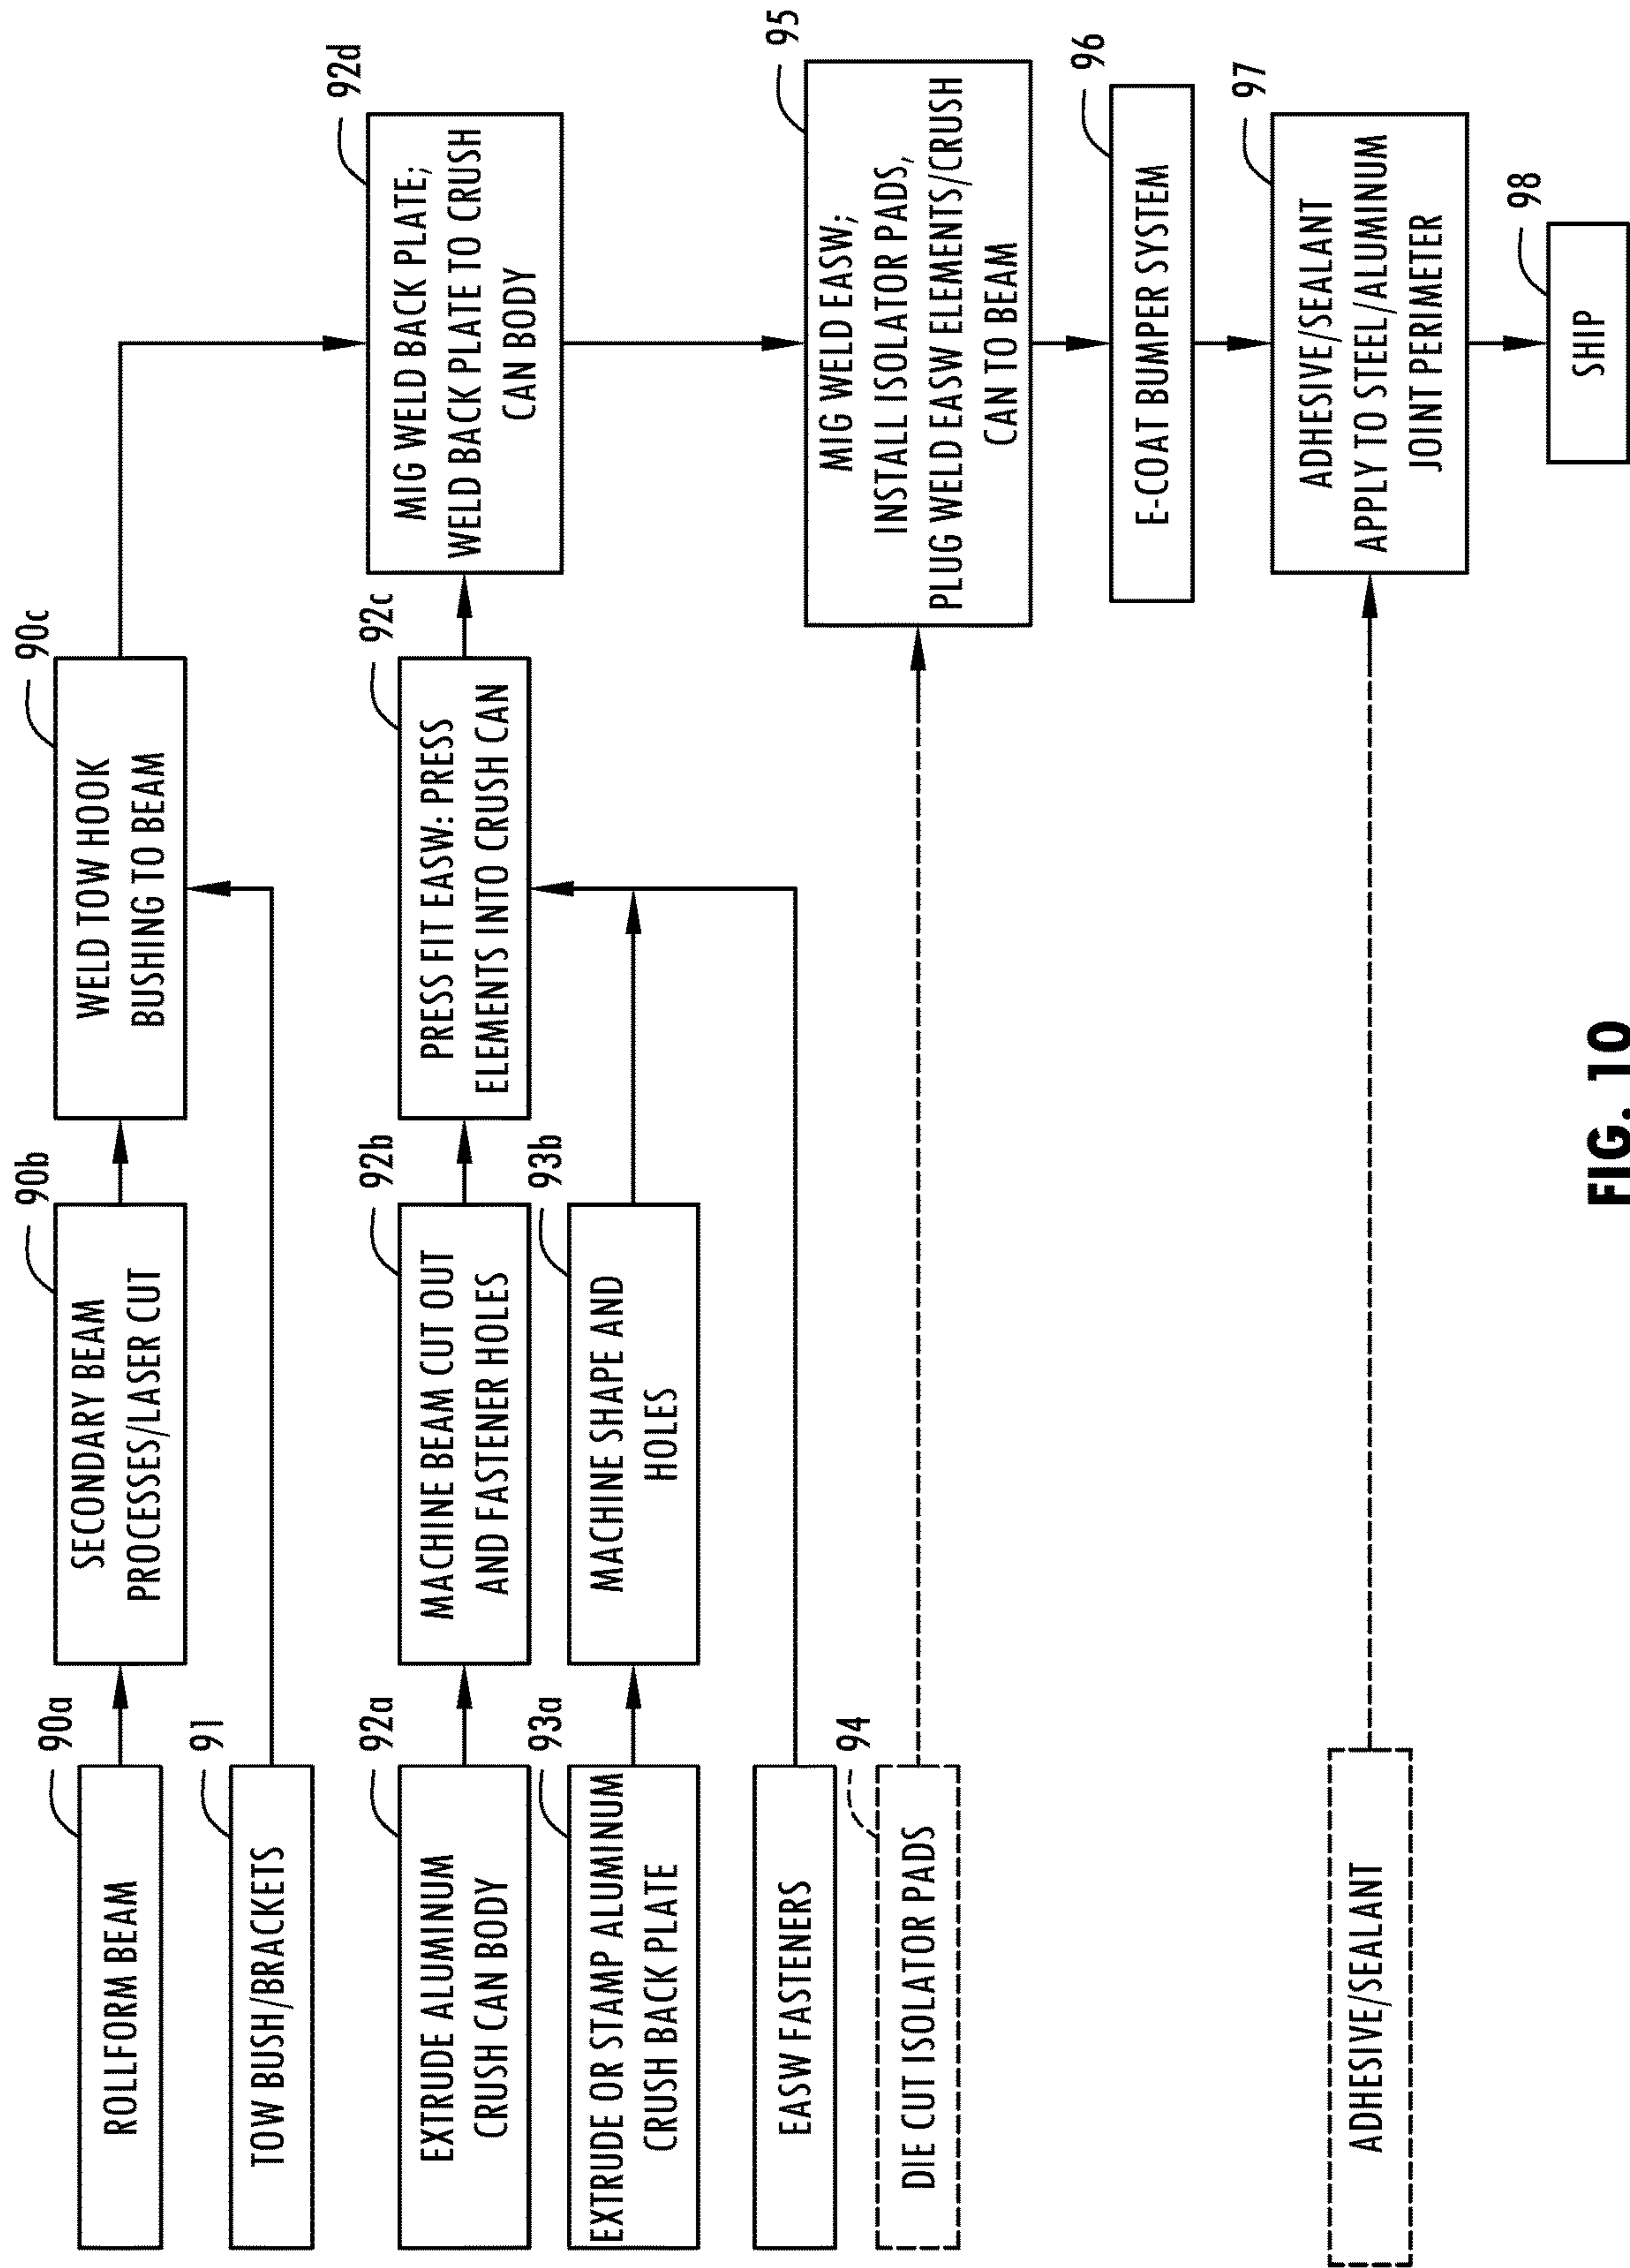 90a
ROLLFORM BEAM
90b
SECONDARY BEAM
PROCESSES/LASER CUT
90c
WELD TOW HOOK
BUSHING TO BEAM
91
TOW BUSH/BRACKETS
92a
EXTRUDE ALUMINUM
CRUSH CAN BODY
92b
MACHINE BEAM CUT OUT
AND FASTENER HOLES
92c
PRESS FIT EASW: PRESS
ELEMENTS INTO CRUSH CAN
92d
MIG WELD BACK PLATE;
WELD BACK PLATE TO CRUSH
CAN BODY
93a
EXTRUDE OR STAMP ALUMINUM
CRUSH BACK PLATE
93b
MACHINE SHAPE AND
HOLES
EASW FASTENERS
94
DIE CUT ISOLATOR PADS
95
MIG WELD EASW;
INSTALL ISOLATOR PADS,
PLUG WELD EASW ELEMENTS/CRUSH
CAN TO BEAM
96
E-COAT BUMPER SYSTEM
97
ADHESIVE/SEALANT
APPLY TO STEEL/ALUMINUM
JOINT PERIMETER
ADHESIVE/SEALANT
98
SHIP
FIG. 10